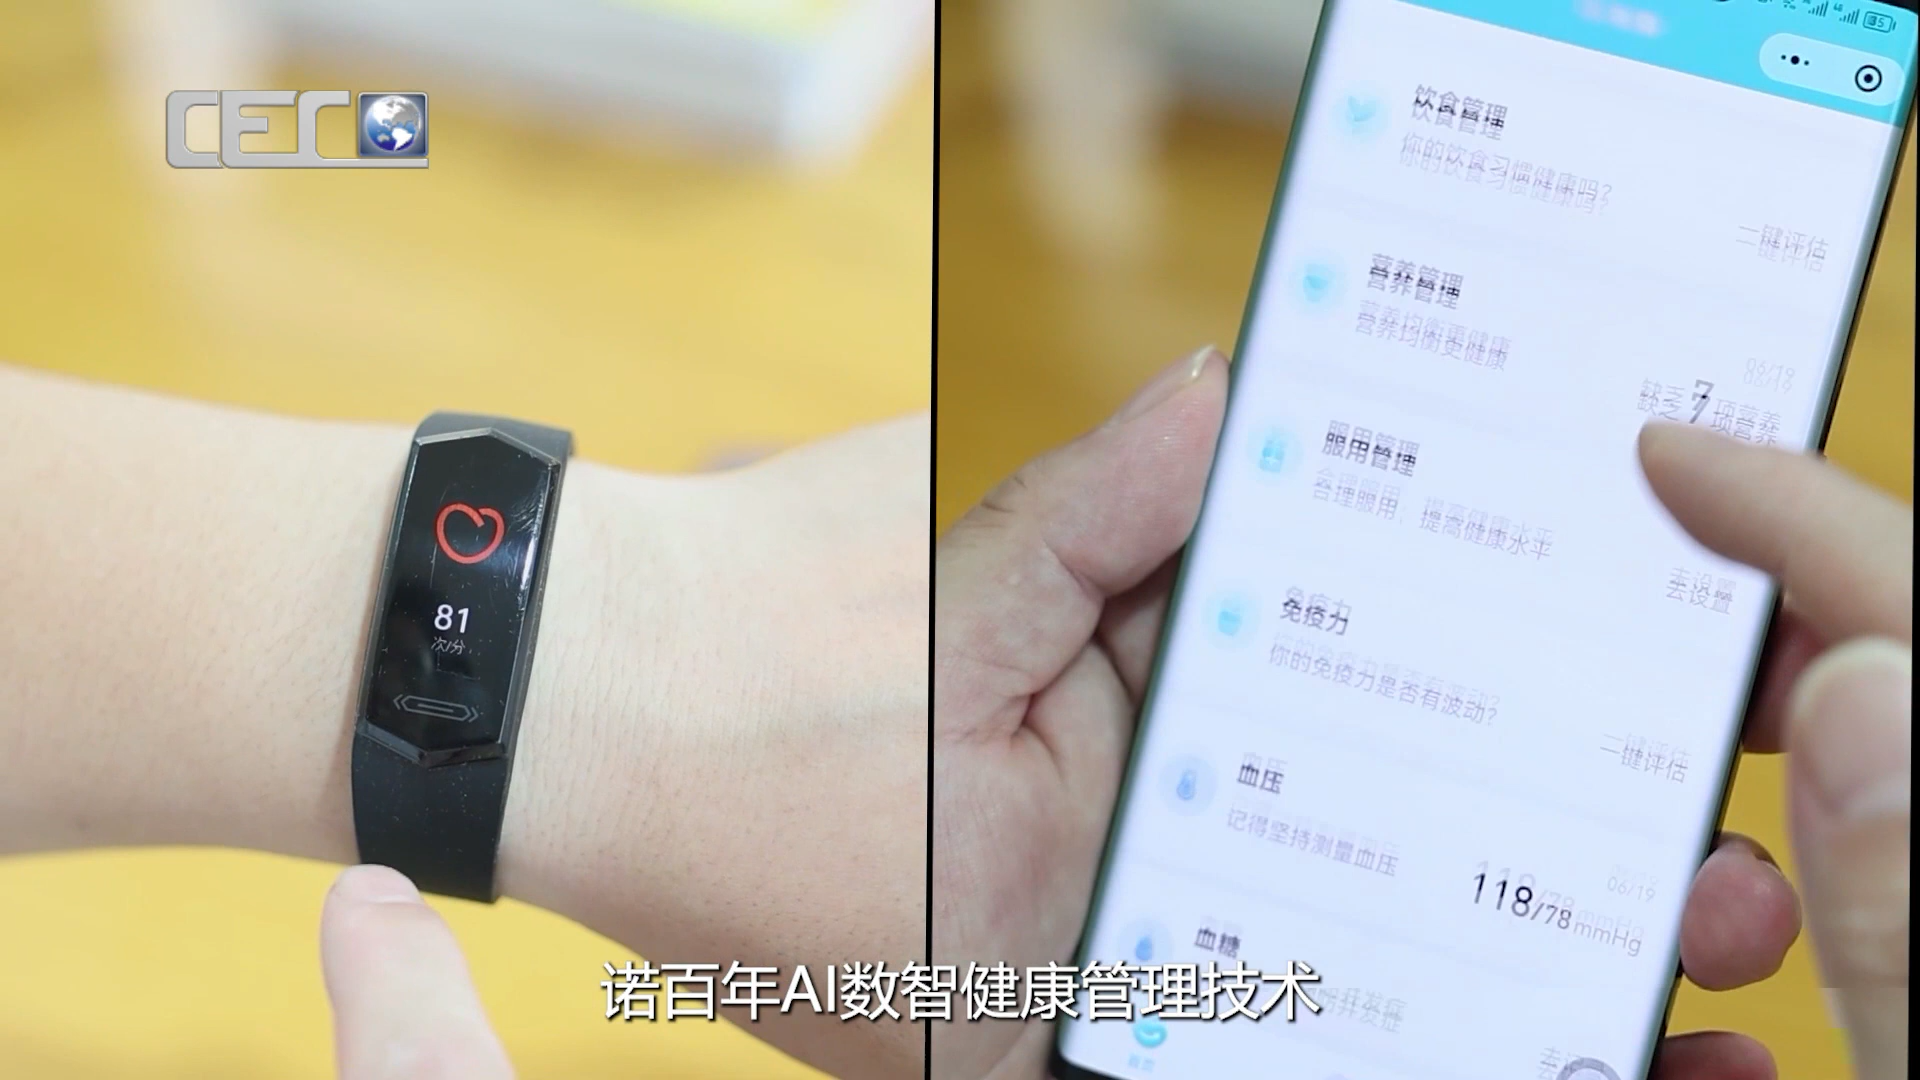 CEC
81
次/分
饮食管理
你的饮食习惯健康吗?
一键评估
营养管理
营养均衡更健康
06/19
缺乏7项营养
服用管理
合理服用，提高健康水平
去设置
免疫力
你的免疫力是否有波动?
一键评估
血压
记得坚持测量血压
06/19
118/78mmHg
血糖
诺百年AI数智健康管理技术